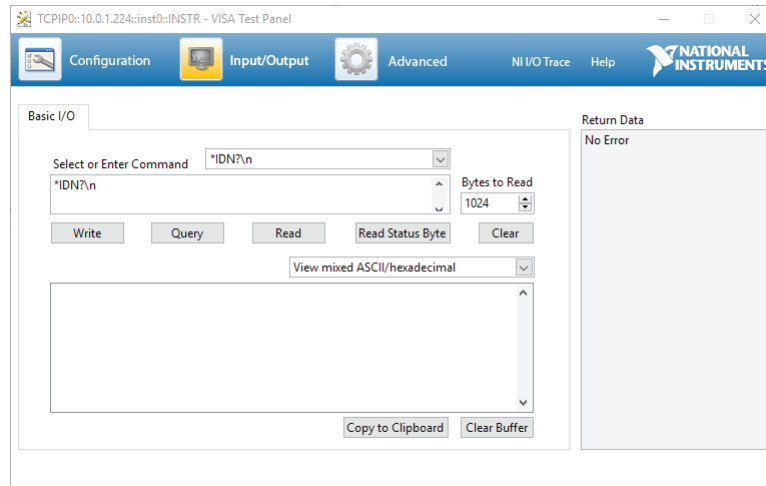 TCPIP0::10.0.1.224::inst0::INSTR - VISA Test Panel
Configuration
Input/Output
Advanced
NI I/O Trace
Help
NATIONAL
INSTRUMENTS
Basic I/O
Return Data
No Error
Select or Enter Command
*IDN?\n
*IDN?\n
Bytes to Read
1024
Write
Query
Read
Read Status Byte
Clear
View mixed ASCII/hexadecimal
Copy to Clipboard
Clear Buffer